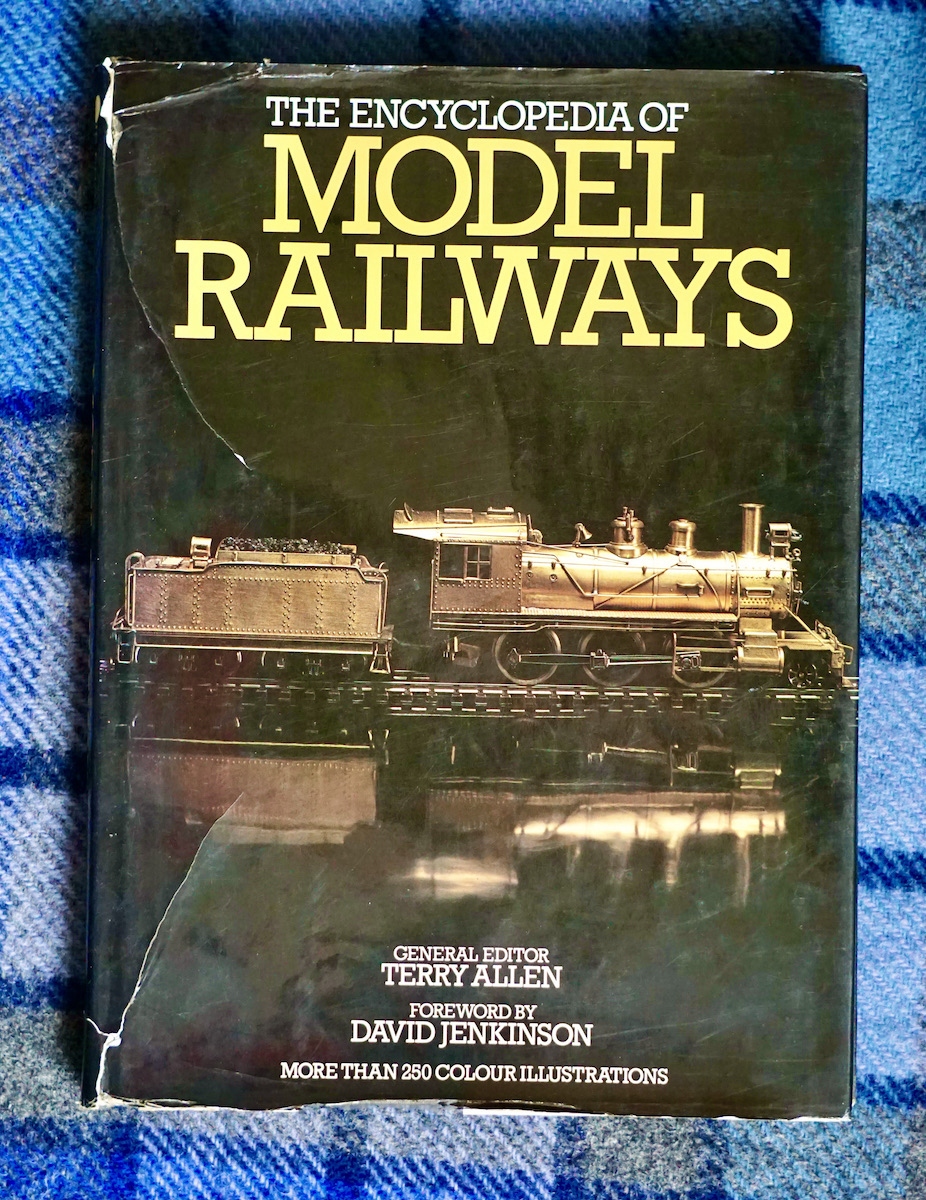 THE ENCYCLOPEDIA OF
MODEL
RAILWAYS
GENERAL EDITOR
TERRY ALLEN
FOREWORD BY
DAVID JENKINSON
MORE THAN 250 COLOUR ILLUSTRATIONS